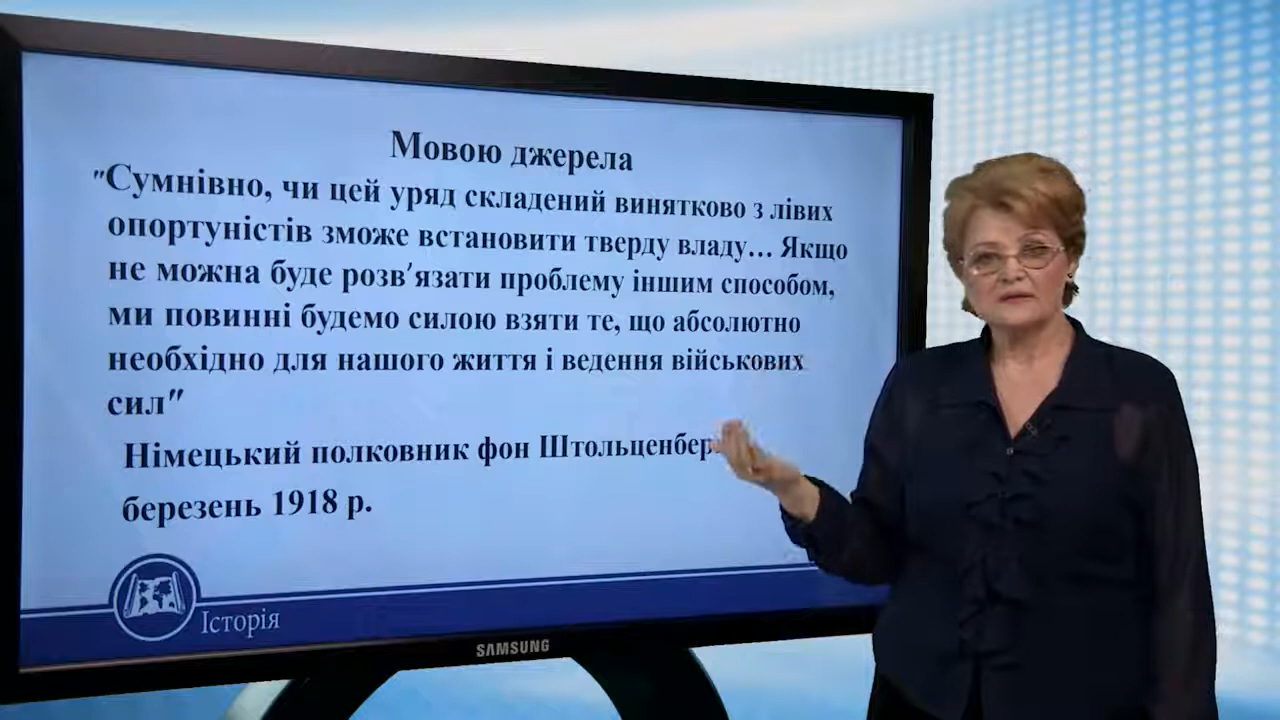 Мовою джерела
"Сумнівно, чи цей уряд складений винятково з лівих
опортуністів зможе встановити тверду владу... Якщо
не можна буде розв'язати проблему іншим способом,
ми повинні будемо силою взяти те, що абсолютно
необхідно для нашого життя і ведення військових
сил"
Німецький полковник фон
березень 1918 р.
Історія
SAMSUNG